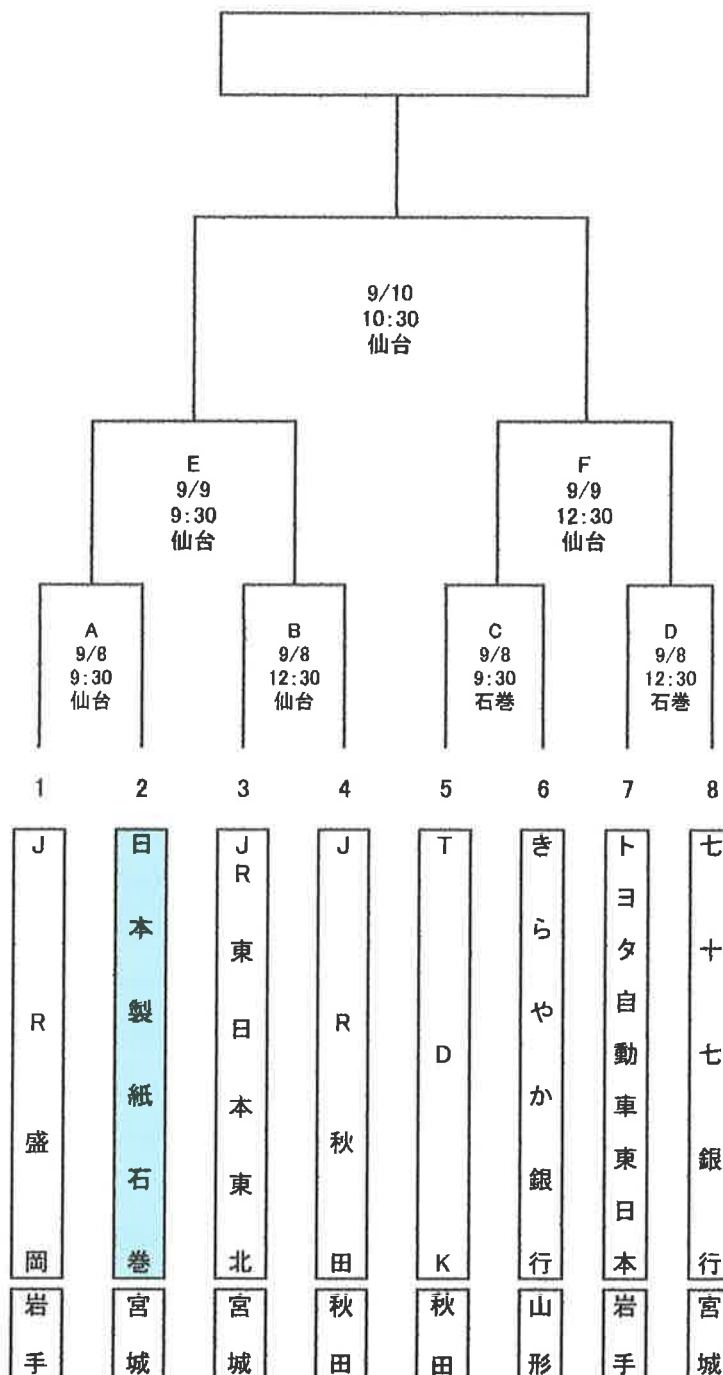 9/10
10:30
仙台
E
9/9
9:30
仙台
F
9/9
12:30
仙台
A
9/8
9:30
仙台
B
9/8
12:30
仙台
C
9/8
9:30
石巻
D
9/8
12:30
石巻
1 2 3 4 5 6 7 8
JR盛岡
日本製紙石巻
JR東日本東北
JR秋田
TDK
きらやか銀行
トヨタ自動車東日本
七十七銀行
岩手
宮城
宮城
秋田
秋田
山形
岩手
宮城